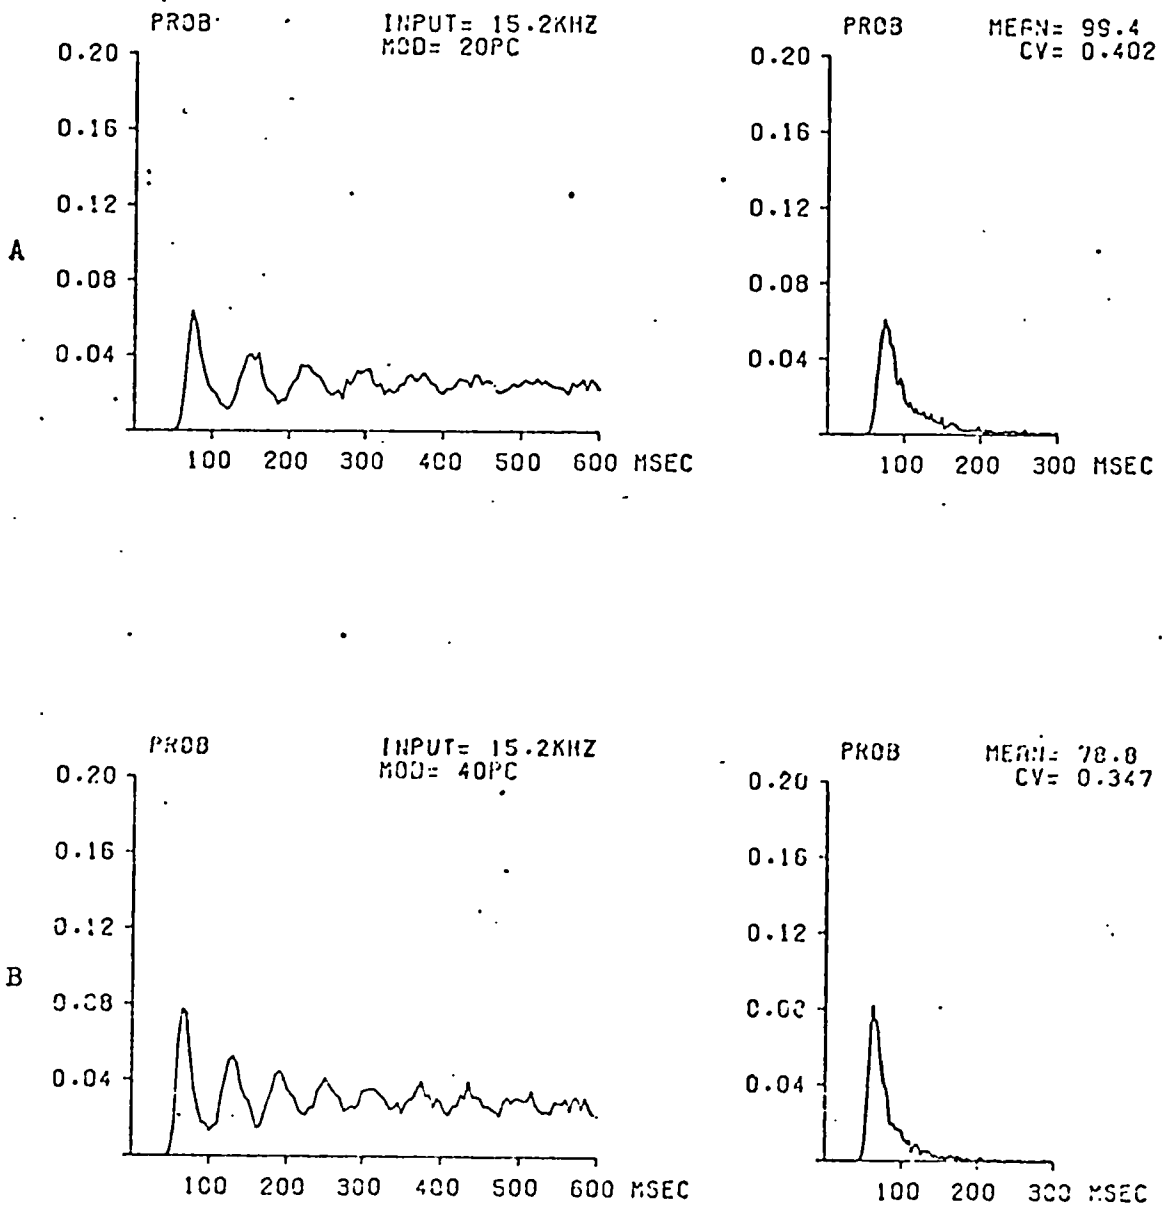 PROB INPUT= 15.2KHZ
MOD= 20PC
0.20
0.16
0.12
0.08
0.04
100 200 300 400 500 600 MSEC
A
PROB MEAN= 99.4
CV= 0.402
0.20
0.16
0.12
0.08
0.04
100 200 300 MSEC
PROB INPUT= 15.2KHZ
MOD= 40PC
0.20
0.16
0.12
0.08
0.04
100 200 300 400 500 600 MSEC
B
PROB MEAN= 78.8
CV= 0.347
0.20
0.16
0.12
0.08
0.04
100 200 300 MSEC